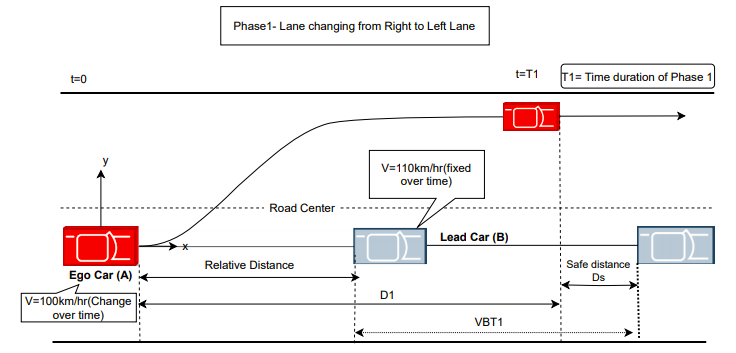 Phase1- Lane changing from Right to Left Lane
t=0
t=T1
T1= Time duration of Phase 1
y
V=110km/hr(fixed
over time)
Road Center
x
Lead Car (B)
Ego Car (A)
Relative Distance
Safe distance
Ds
V=100km/hr(Change
over time)
D1
VBT1